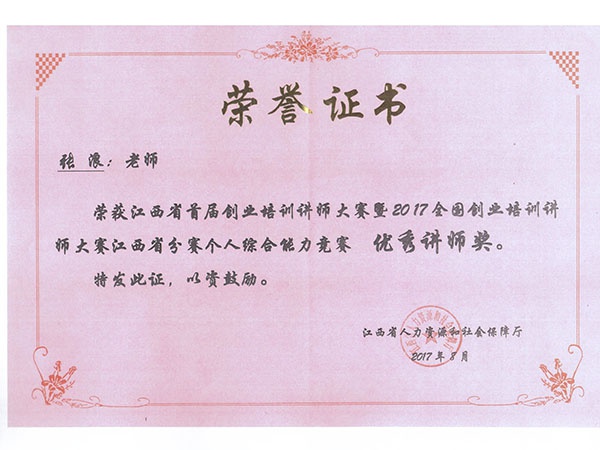 荣誉证书
张浪：老师
荣获江西省首届创业培训讲师大赛暨2017全国创业培训讲
师大赛江西省分赛个人综合能力竞赛 优秀讲师奖。
特发此证，以资鼓励。
江西省人力资源和社会保障厅
2017年8月